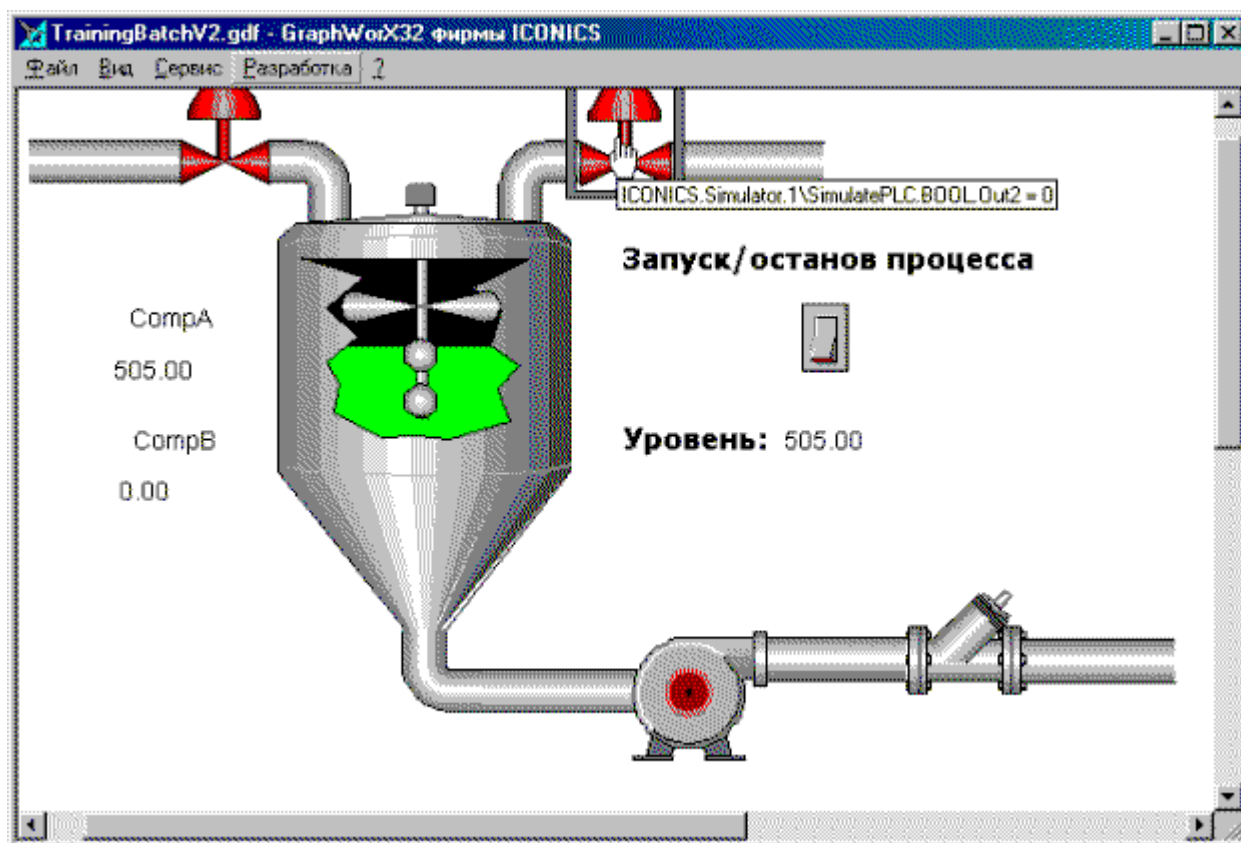 TrainingBatchV2.gdf - GraphWorX32 фирмы ICONICS
Файл Вид Сервис Разработка ?
ICONICS.Simulator.1\SimulatePLC.BOOL.Out2 = 0
Запуск/останов процесса
CompA
505.00
CompB
Уровень: 505.00
0.00